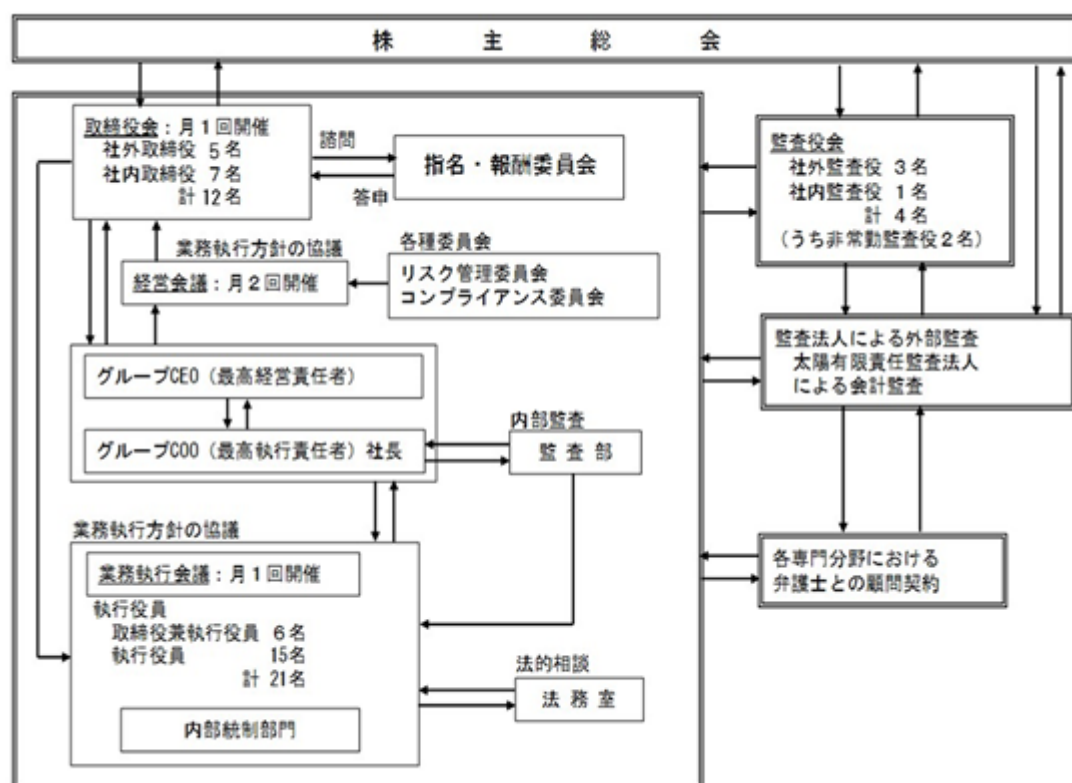 株主総会
取締役会：月1回開催
社外取締役 5名
社内取締役 7名
計 12名
諮問
答申
指名・報酬委員会
業務執行方針の協議
経営会議：月2回開催
各種委員会
リスク管理委員会
コンプライアンス委員会
グループCEO（最高経営責任者）
グループCOO（最高執行責任者）社長
内部監査
監査部
業務執行方針の協議
業務執行会議：月1回開催
執行役員
取締役兼執行役員 6名
執行役員 15名
計 21名
内部統制部門
法的相談
法務室
監査役会
社外監査役 3名
社内監査役 1名
計 4名
（うち非常勤監査役2名）
監査法人による外部監査
太陽有限責任監査法人
による会計監査
各専門分野における
弁護士との顧問契約